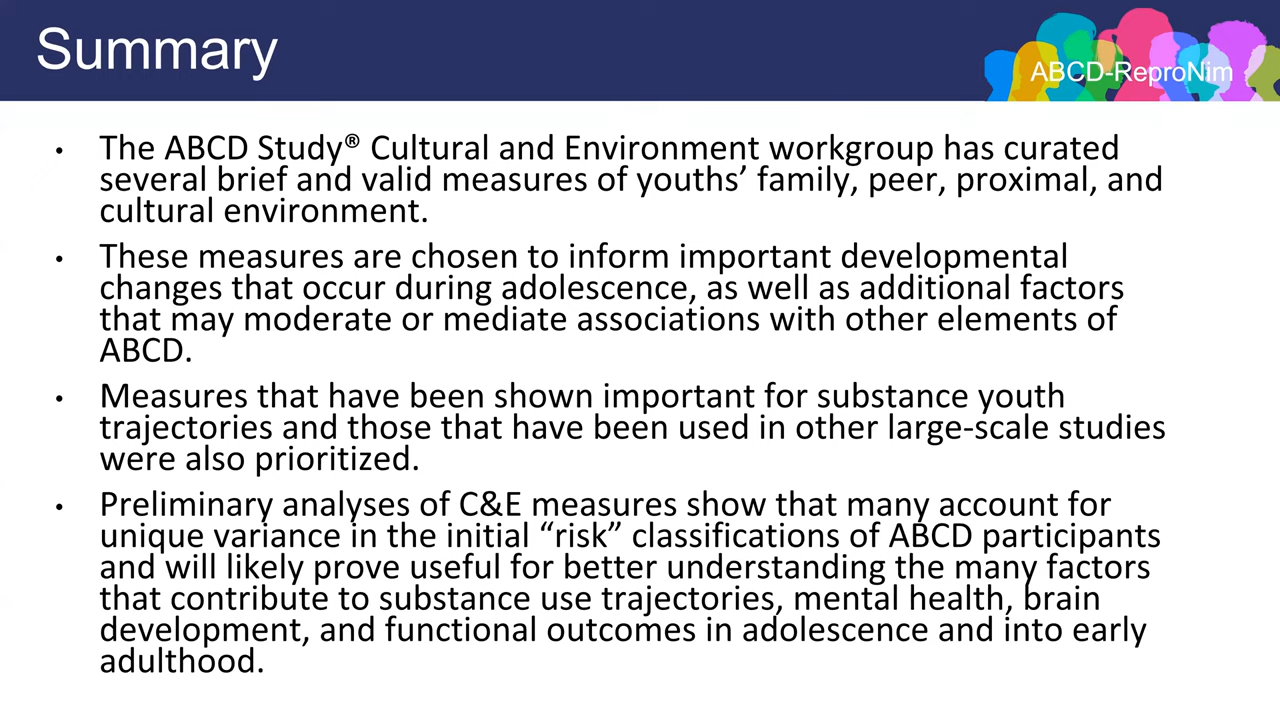 Summary
ABCD-ReproNim
• The ABCD Study® Cultural and Environment workgroup has curated
several brief and valid measures of youths’ family, peer, proximal, and
cultural environment.
• These measures are chosen to inform important developmental
changes that occur during adolescence, as well as additional factors
that may moderate or mediate associations with other elements of
ABCD.
• Measures that have been shown important for substance youth
trajectories and those that have been used in other large-scale studies
were also prioritized.
• Preliminary analyses of C&E measures show that many account for
unique variance in the initial “risk” classifications of ABCD participants
and will likely prove useful for better understanding the many factors
that contribute to substance use trajectories, mental health, brain
development, and functional outcomes in adolescence and into early
adulthood.